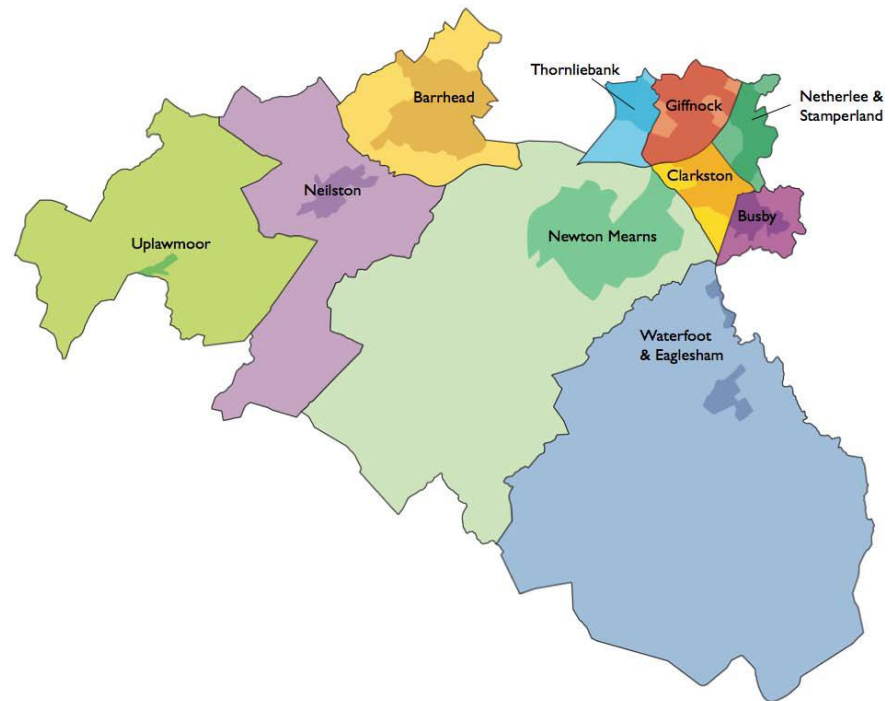 Thornliebank
Barrhead
Giffnock
Netherlee &
Stamperland
Clarkston
Neilston
Busby
Uplawmoor
Newton Mearns
Waterfoot
& Eaglesham